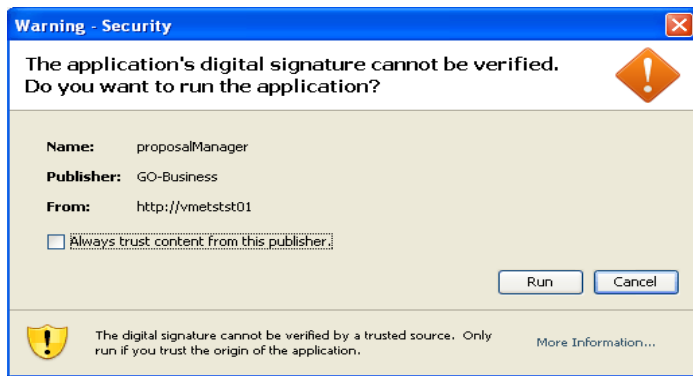 Warning - Security
The application's digital signature cannot be verified.
Do you want to run the application?
Name: proposalManager
Publisher: GO-Business
From: http://vmetstst01
Always trust content from this publisher.
Run Cancel
The digital signature cannot be verified by a trusted source. Only
run if you trust the origin of the application.
More Information...